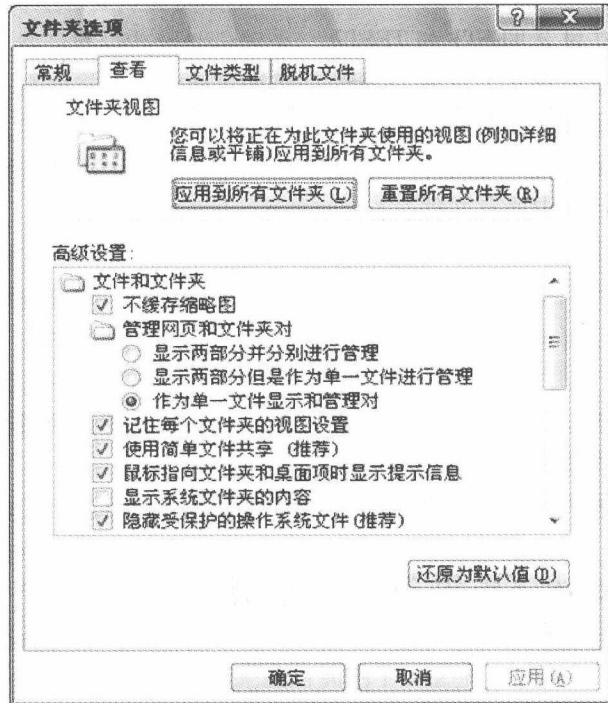 文件夹选项
常规 查看 文件类型 脱机文件
文件夹视图
您可以将正在为此文件夹使用的视图(例如详细
信息或平铺)应用到所有文件夹。
应用到所有文件夹(L) 重置所有文件夹(R)
高级设置:
文件和文件夹
不缓存缩略图
管理网页和文件夹对
显示两部分并分别进行管理
显示两部分但是作为单一文件进行管理
作为单一文件显示和管理对
记住每个文件夹的视图设置
使用简单文件共享 (推荐)
鼠标指向文件夹和桌面项时显示提示信息
显示系统文件夹的内容
隐藏受保护的操作系统文件(推荐)
还原为默认值(D)
确定 取消 应用(A)